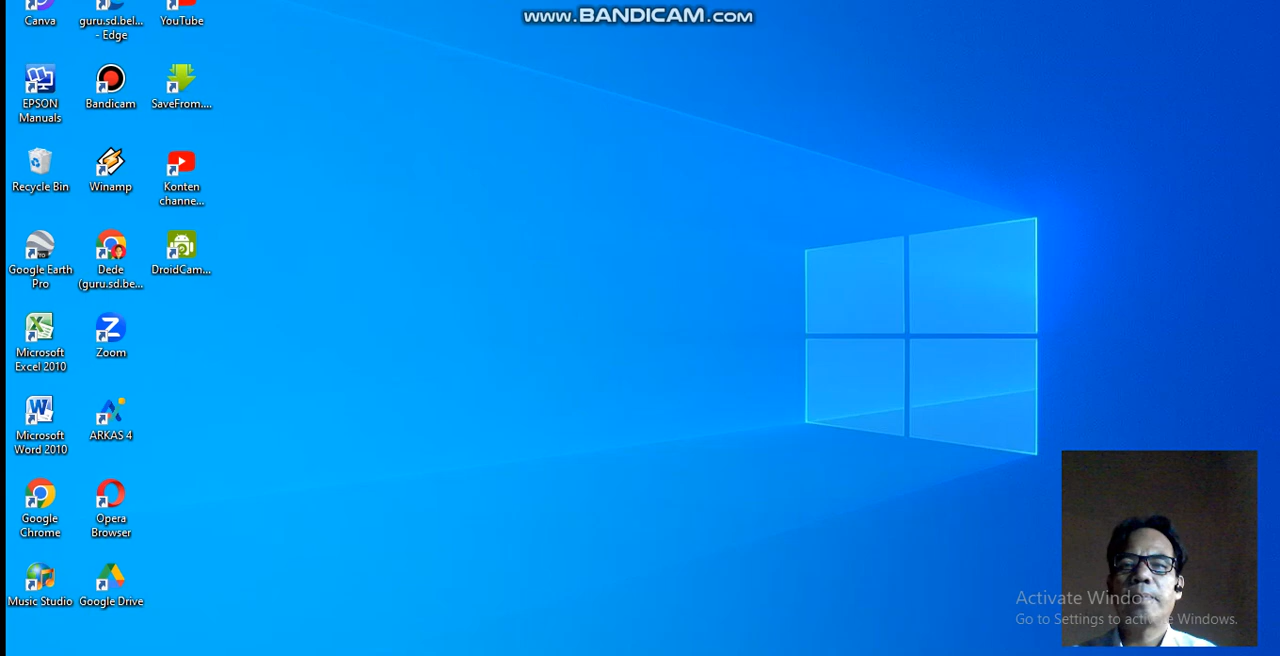 www.BANDICAM.com
Canva
guru.sd.bel...
- Edge
YouTube
EPSON
Manuals
Bandicam
SaveFrom....
Recycle Bin
Winamp
Konten
channe...
Google Earth
Pro
Dede
(guru.sd.be...
DroidCam...
Microsoft
Excel 2010
Zoom
Microsoft
Word 2010
ARKAS 4
Google
Chrome
Opera
Browser
Music Studio
Google Drive
Activate Windows
Go to Settings to activate Windows.